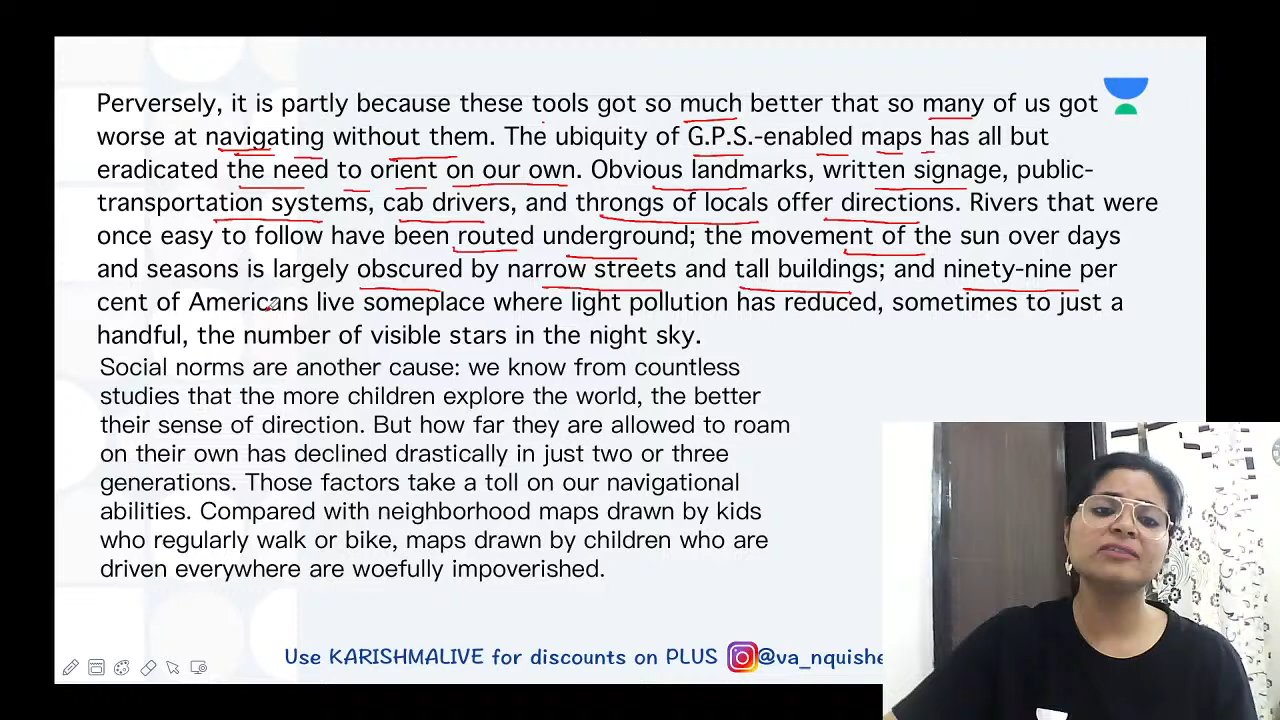 Perversely, it is partly because these tools got so much better that so many of us got
worse at navigating without them. The ubiquity of G.P.S.-enabled maps has all but
eradicated the need to orient on our own. Obvious landmarks, written signage, public-
transportation systems, cab drivers, and throngs of locals offer directions. Rivers that were
once easy to follow have been routed underground; the movement of the sun over days
and seasons is largely obscured by narrow streets and tall buildings; and ninety-nine per
cent of Americans live someplace where light pollution has reduced, sometimes to just a
handful, the number of visible stars in the night sky.
Social norms are another cause: we know from countless
studies that the more children explore the world, the better
their sense of direction. But how far they are allowed to roam
on their own has declined drastically in just two or three
generations. Those factors take a toll on our navigational
abilities. Compared with neighborhood maps drawn by kids
who regularly walk or bike, maps drawn by children who are
driven everywhere are woefully impoverished.
Use KARISHMALIVE for discounts on PLUS @va_nquishe